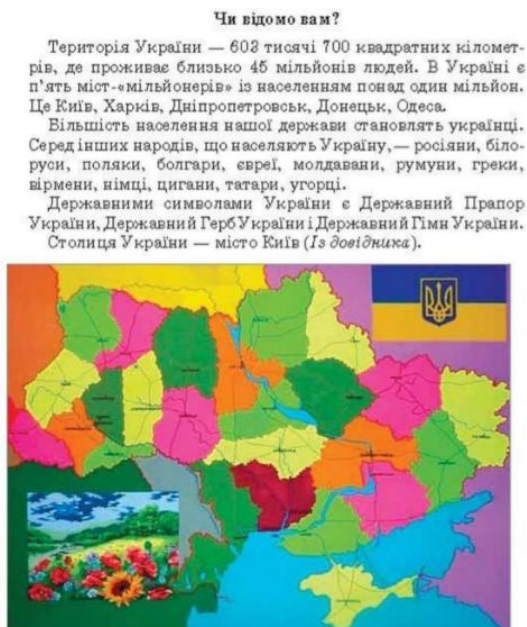 Чи відомо вам?
Територія України — 603 тисячі 700 квадратних кіломет-
рів, де проживає близько 45 мільйонів людей. В Україні є
п’ять міст-«мільйонерів» із населенням понад один мільйон.
Це Київ, Харків, Дніпропетровськ, Донецьк, Одеса.
Більшість населення нашої держави становлять українці.
Серед інших народів, що населяють Україну,— росіяни, біло-
руси, поляки, болгари, євреї, молдавани, румуни, греки,
вірмени, німці, цигани, татари, угорці.
Державними символами України є Державний Прапор
України, Державний Герб України і Державний Гімн України.
Столиця України — місто Київ (Із довідника).